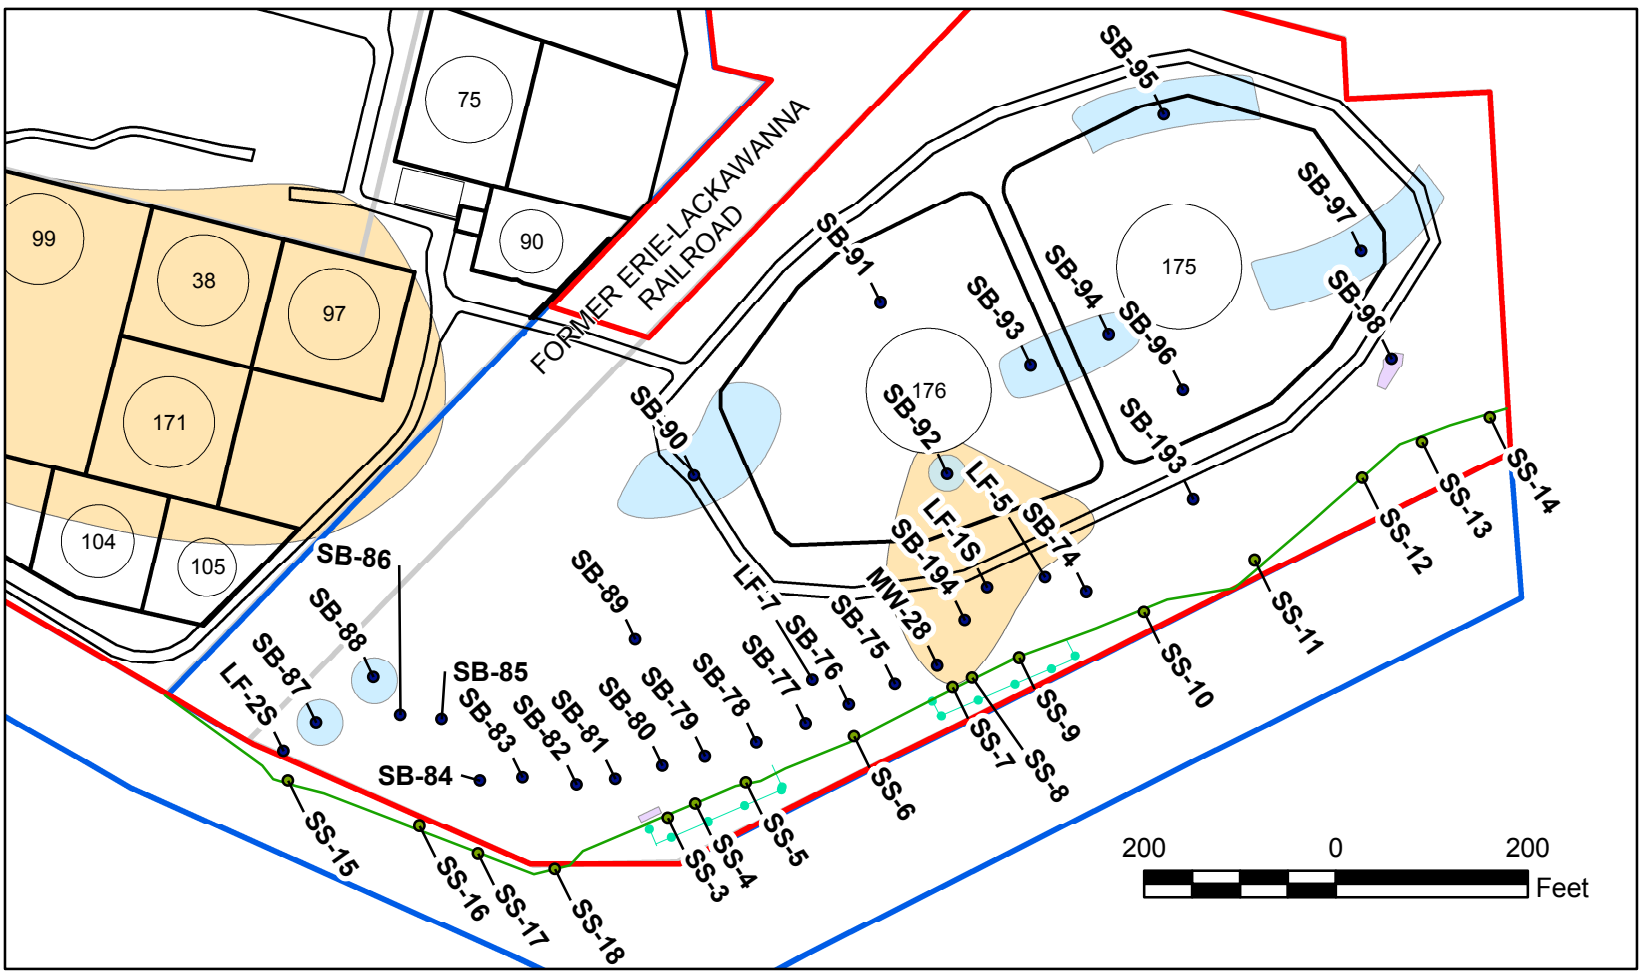 SB-95
75
FORMER ERIE-LACKAWANNA
RAILROAD
SB-97
99
90
SB-91
175
38
SB-94
97
SB-93
SB-98
SB-96
176
SB-90
SB-92
171
SB-193
LF-5
SS-14
SS-13
SB-74
LF-1S
SS-12
104
105
SB-86
SB-194
MW-28
SB-89
LF-7
SB-88
SB-75
SB-76
SS-11
SB-87
SB-77
SS-10
LF-2S
SB-85
SB-78
SB-79
SB-80
SB-81
SB-82
SB-83
SB-84
SS-9
SS-7
SS-8
SS-6
SS-5
SS-4
SS-3
SS-15
SS-16
SS-17
SS-18
200 0 200
Feet